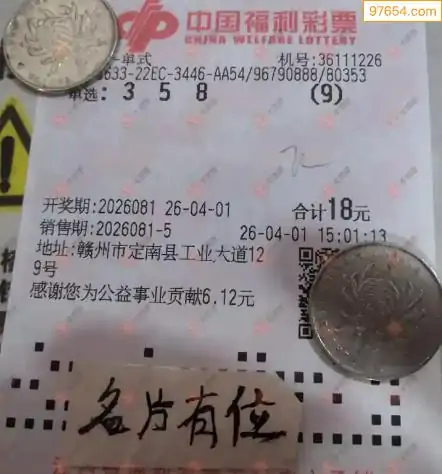 97654.com
中国福利彩票
CHINA WELFARE LOTTERY
单式 机号:36111226
633-22EC-3446-AA54/96790888/80353
单选: 3 5 8 (9)
开奖期:2026081 26-04-01 合计18元
销售期:2026081-5 26-04-01 15:01:13
地址:赣州市定南县工业大道12
9号
感谢您为公益事业贡献6.12元
名片有位